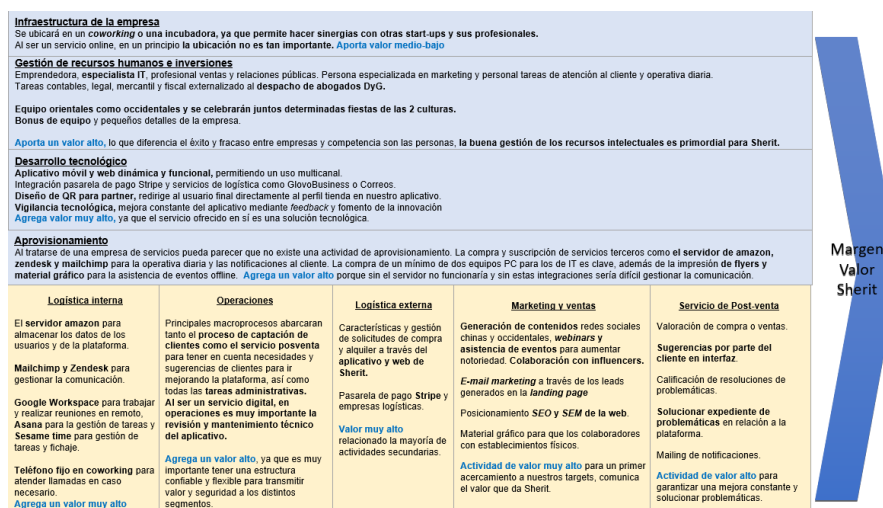 Infraestructura de la empresa
Se ubicará en un coworking o una incubadora, ya que permite hacer sinergias con otras start-ups y sus profesionales.
Al ser un servicio online, en un principio la ubicación no es tan importante. Aporta valor medio-bajo
Gestión de recursos humanos e inversiones
Emprendedora, especialista IT, profesional ventas y relaciones públicas. Persona especializada en marketing y personal tareas de atención al cliente y operativa diaria.
Tareas contables, legal, mercantil y fiscal externalizado al despacho de abogados DyG.
Equipo orientales como occidentales y se celebrarán juntos determinadas fiestas de las 2 culturas.
Bonus de equipo y pequeños detalles de la empresa.
Aporta un valor alto, lo que diferencia el éxito y fracaso entre empresas y competencia son las personas, la buena gestión de los recursos intelectuales es primordial para Sherit.
Desarrollo tecnológico
Aplicativo móvil y web dinámica y funcional, permitiendo un uso multicanal.
Integración pasarela de pago Stripe y servicios de logística como GlovoBusiness o Correos.
Diseño de QR para partner, redirige al usuario final directamente al perfil tienda en nuestro aplicativo.
Vigilancia tecnológica, mejora constante del aplicativo mediante feedback y fomento de la innovación
Agrega valor muy alto, ya que el servicio ofrecido en sí es una solución tecnológica.
Aprovisionamiento
Al tratarse de una empresa de servicios pueda parecer que no existe una actividad de aprovisionamiento. La compra y suscripción de servicios terceros como el servidor de amazon,
zendesk y mailchimp para la operativa diaria y las notificaciones al cliente. La compra de un mínimo de dos equipos PC para los de IT es clave, además de la impresión de flyers y
material gráfico para la asistencia de eventos offline. Agrega un valor alto porque sin el servidor no funcionaría y sin estas integraciones sería difícil gestionar la comunicación.
Logística interna
El servidor amazon para
almacenar los datos de los
usuarios y de la plataforma.
Mailchimp y Zendesk para
gestionar la comunicación.
Google Workspace para trabajar
y realizar reuniones en remoto,
Asana para la gestión de tareas y
Sesame time para gestión de
tareas y fichaje.
Teléfono fijo en coworking para
atender llamadas en caso
necesario.
Agrega un valor muy alto
Operaciones
Principales macroprocesos abarcaran
tanto el proceso de captación de
clientes como el servicio posventa
para tener en cuenta necesidades y
sugerencias de clientes para ir
mejorando la plataforma, así como
todas las tareas administrativas.
Al ser un servicio digital, en
operaciones es muy importante la
revisión y mantenimiento técnico
del aplicativo.
Agrega un valor alto, ya que es muy
importante tener una estructura
confiable y flexible para transmitir
valor y seguridad a los distintos
segmentos.
Logística externa
Características y gestión
de solicitudes de compra
y alquiler a través del
aplicativo y web de
Sherit.
Pasarela de pago Stripe y
empresas logísticas.
Valor muy alto
relacionado la mayoría de
actividades secundarias.
Marketing y ventas
Generación de contenidos redes sociales
chinas y occidentales, webinars y
asistencia de eventos para aumentar
notoriedad. Colaboración con influencers.
E-mail marketing a través de los leads
generados en la landing page
Posicionamiento SEO y SEM de la web.
Material gráfico para que los colaboradores
con establecimientos físicos.
Actividad de valor muy alto para un primer
acercamiento a nuestros targets, comunica
el valor que da Sherit.
Servicio de Post-venta
Valoración de compra o ventas.
Sugerencias por parte del
cliente en interfaz.
Calificación de resoluciones de
problemáticas.
Solucionar expediente de
problemáticas en relación a la
plataforma.
Mailing de notificaciones.
Actividad de valor alto para
garantizar una mejora constante y
solucionar problemáticas.
Margen
Valor
Sherit